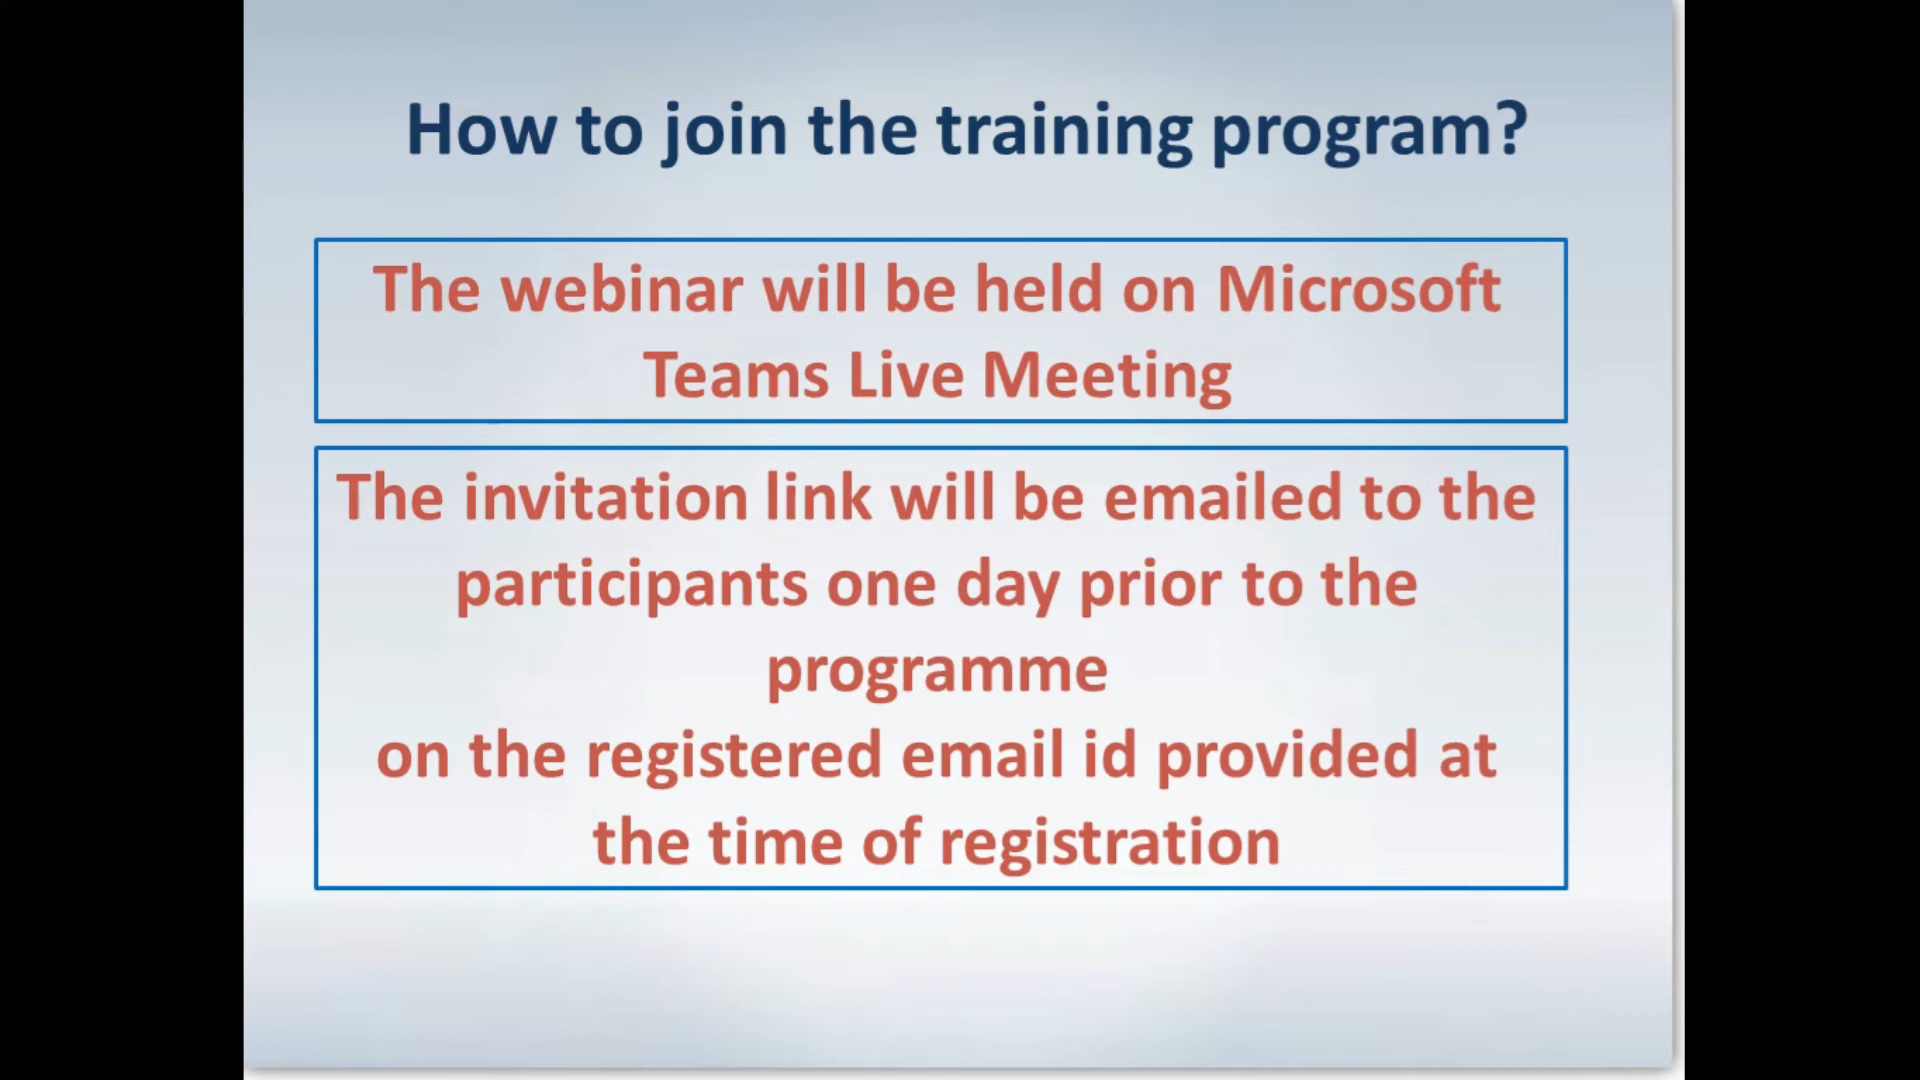 How to join the training program?
The webinar will be held on Microsoft
Teams Live Meeting
The invitation link will be emailed to the
participants one day prior to the
programme
on the registered email id provided at
the time of registration